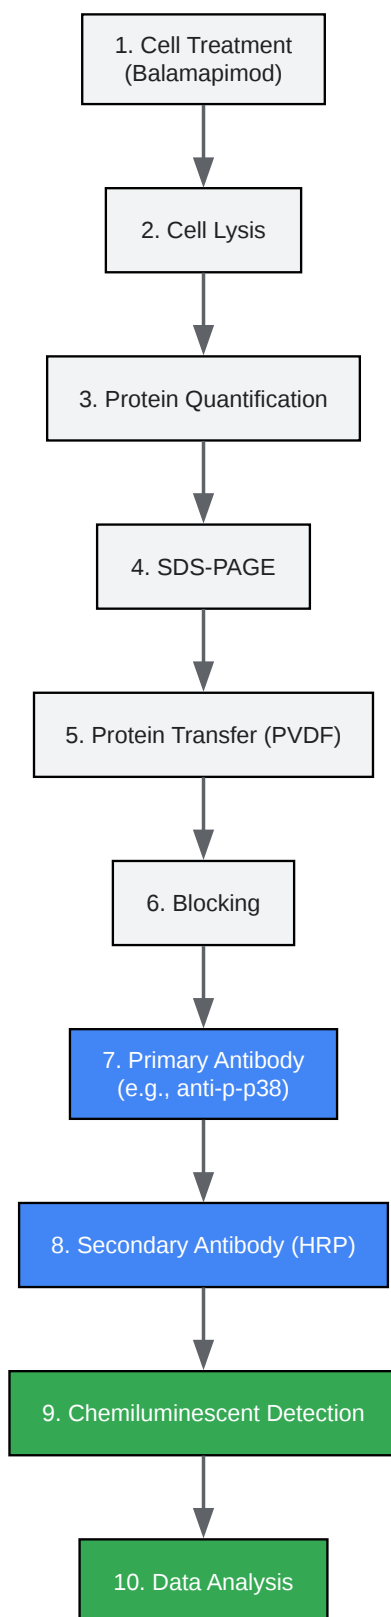 1. Cell Treatment
(Balamapimod)
2. Cell Lysis
3. Protein Quantification
4. SDS-PAGE
5. Protein Transfer (PVDF)
6. Blocking
7. Primary Antibody
(e.g., anti-p-p38)
8. Secondary Antibody (HRP)
9. Chemiluminescent Detection
10. Data Analysis